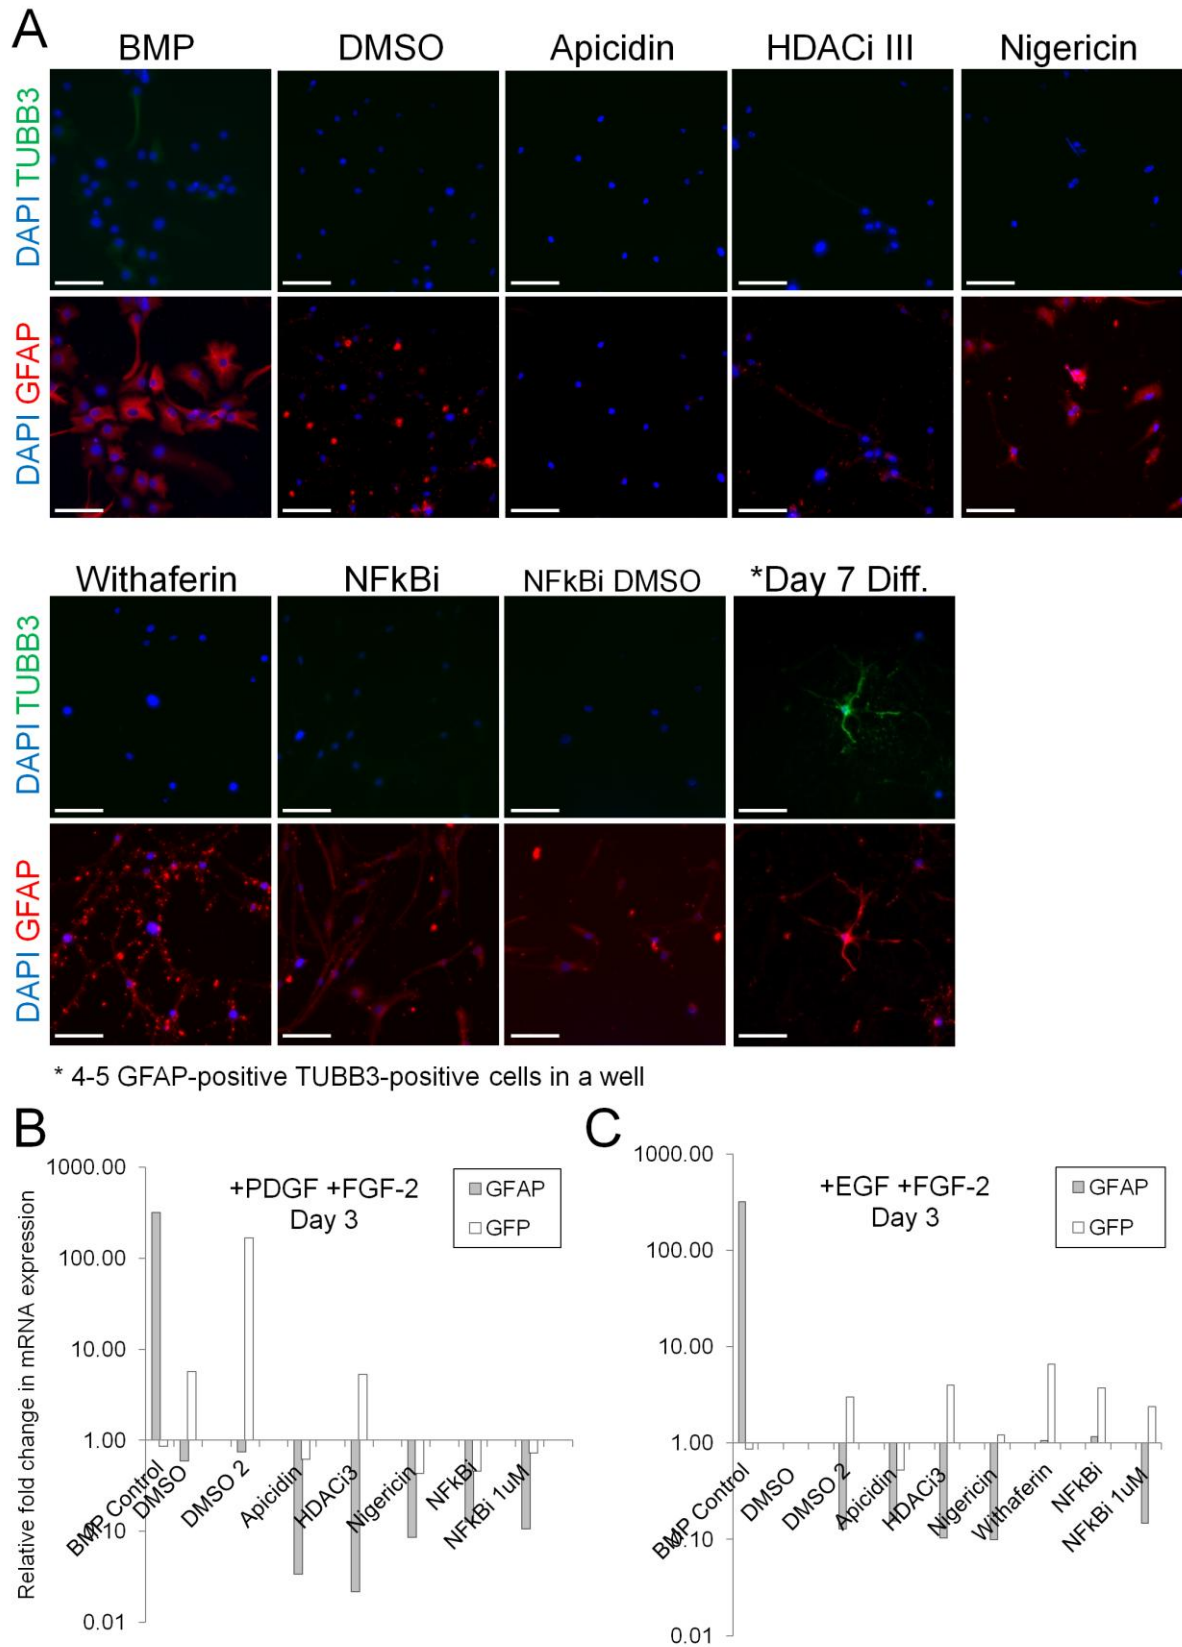 A
BMP DMSO Apicidin HDACi III Nigericin
DAPI TUBB3
DAPI GFAP
Withaferin NFkBi NFkBi DMSO *Day 7 Diff.
DAPI TUBB3
DAPI GFAP
* 4-5 GFAP-positive TUBB3-positive cells in a well
B
Relative fold change in mRNA expression
1000.00
100.00
10.00
1.00
0.10
0.01
+PDGF +FGF-2
Day 3
GFAP
GFP
BMP Control
DMSO
DMSO 2
Apicidin
HDACi3
Nigericin
NFkBi
NFkBi 1uM
C
1000.00
100.00
10.00
1.00
0.10
0.01
+EGF +FGF-2
Day 3
GFAP
GFP
BMP Control
DMSO
DMSO 2
Apicidin
HDACi3
Nigericin
Withaferin
NFkBi
NFkBi 1uM